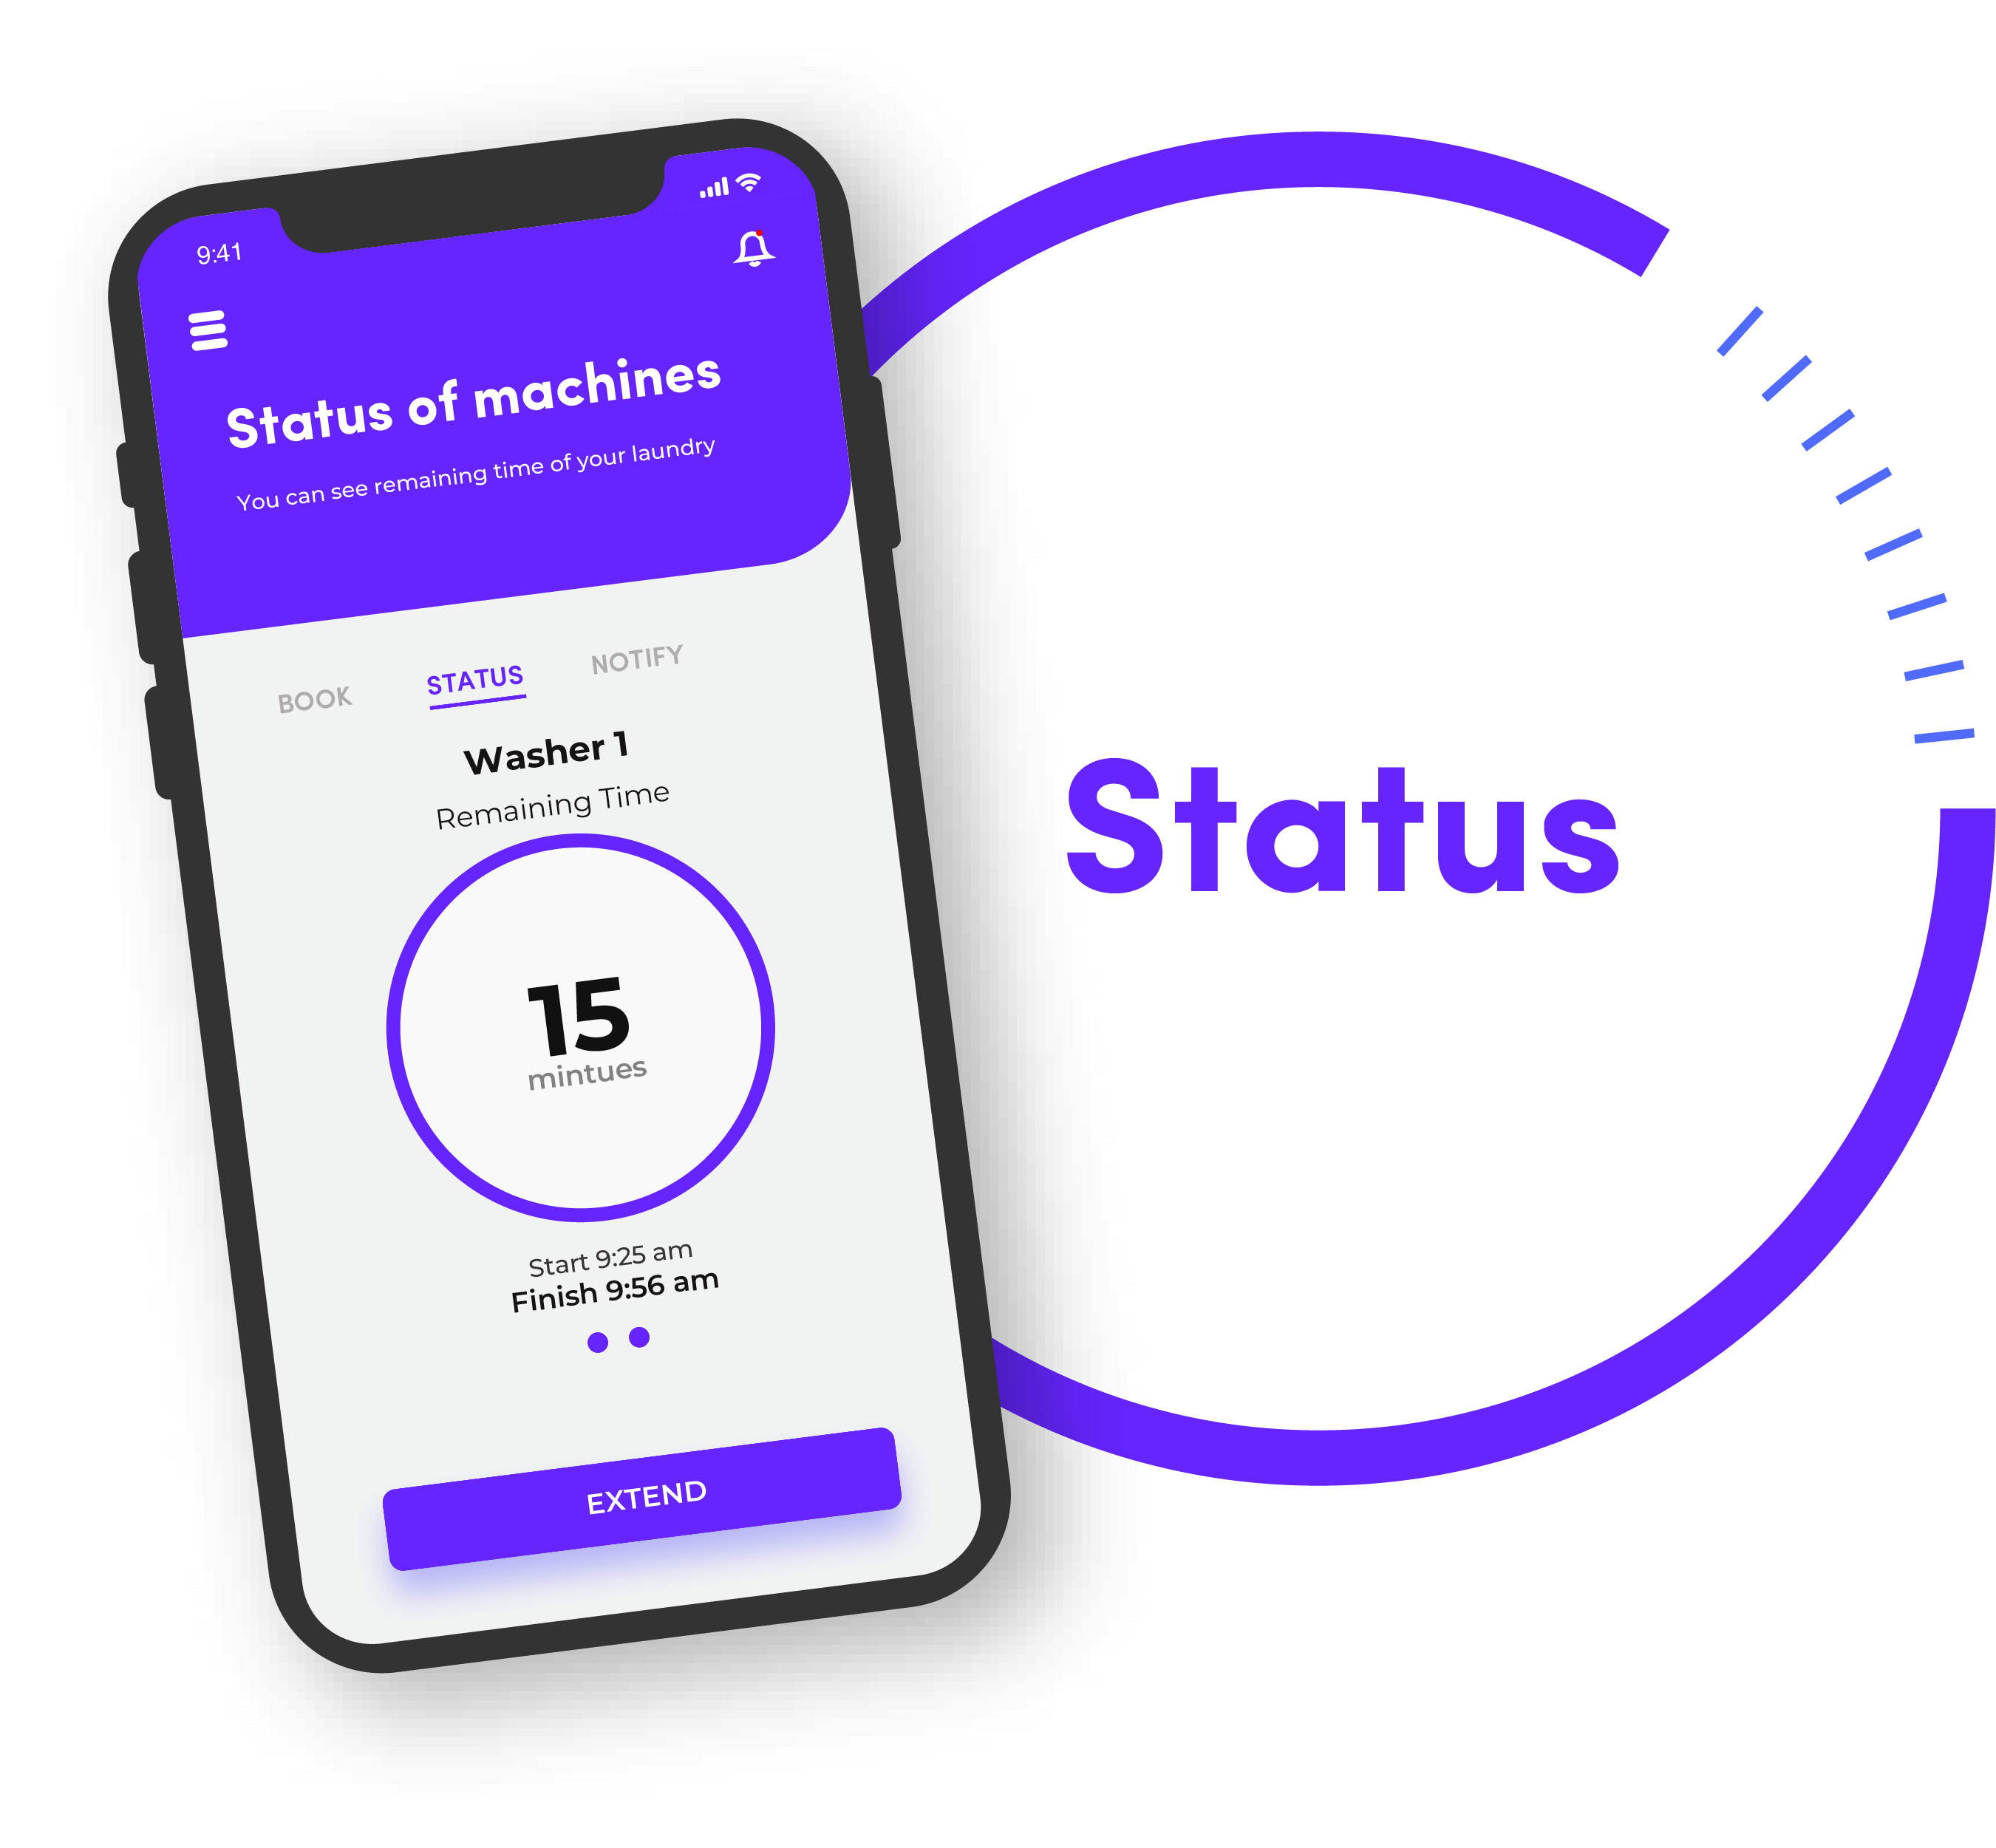 9:41
Status of machines
You can see remaining time of your laundry
BOOK STATUS NOTIFY
Washer 1
Remaining Time
15
mintues
Start 9:25 am
Finish 9:56 am
EXTEND
Status